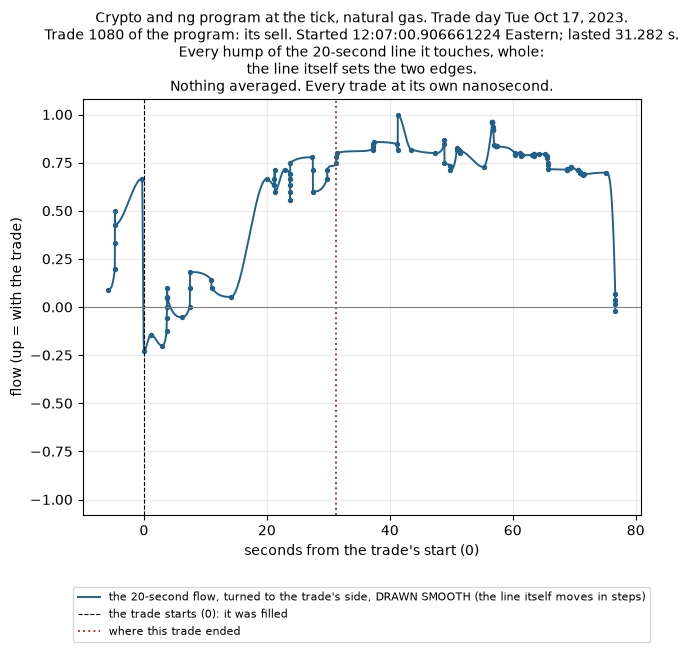 Crypto and ng program at the tick, natural gas. Trade day Tue Oct 17, 2023.
Trade 1080 of the program: its sell. Started 12:07:00.906661224 Eastern; lasted 31.282 s.
Every hump of the 20-second line it touches, whole:
the line itself sets the two edges.
Nothing averaged. Every trade at its own nanosecond.
1.00
0.75
0.50
0.25
0.00
−0.25
−0.50
−0.75
−1.00
flow (up = with the trade)
0 20 40 60 80
seconds from the trade's start (0)
the 20-second flow, turned to the trade's side, DRAWN SMOOTH (the line itself moves in steps)
the trade starts (0): it was filled
where this trade ended